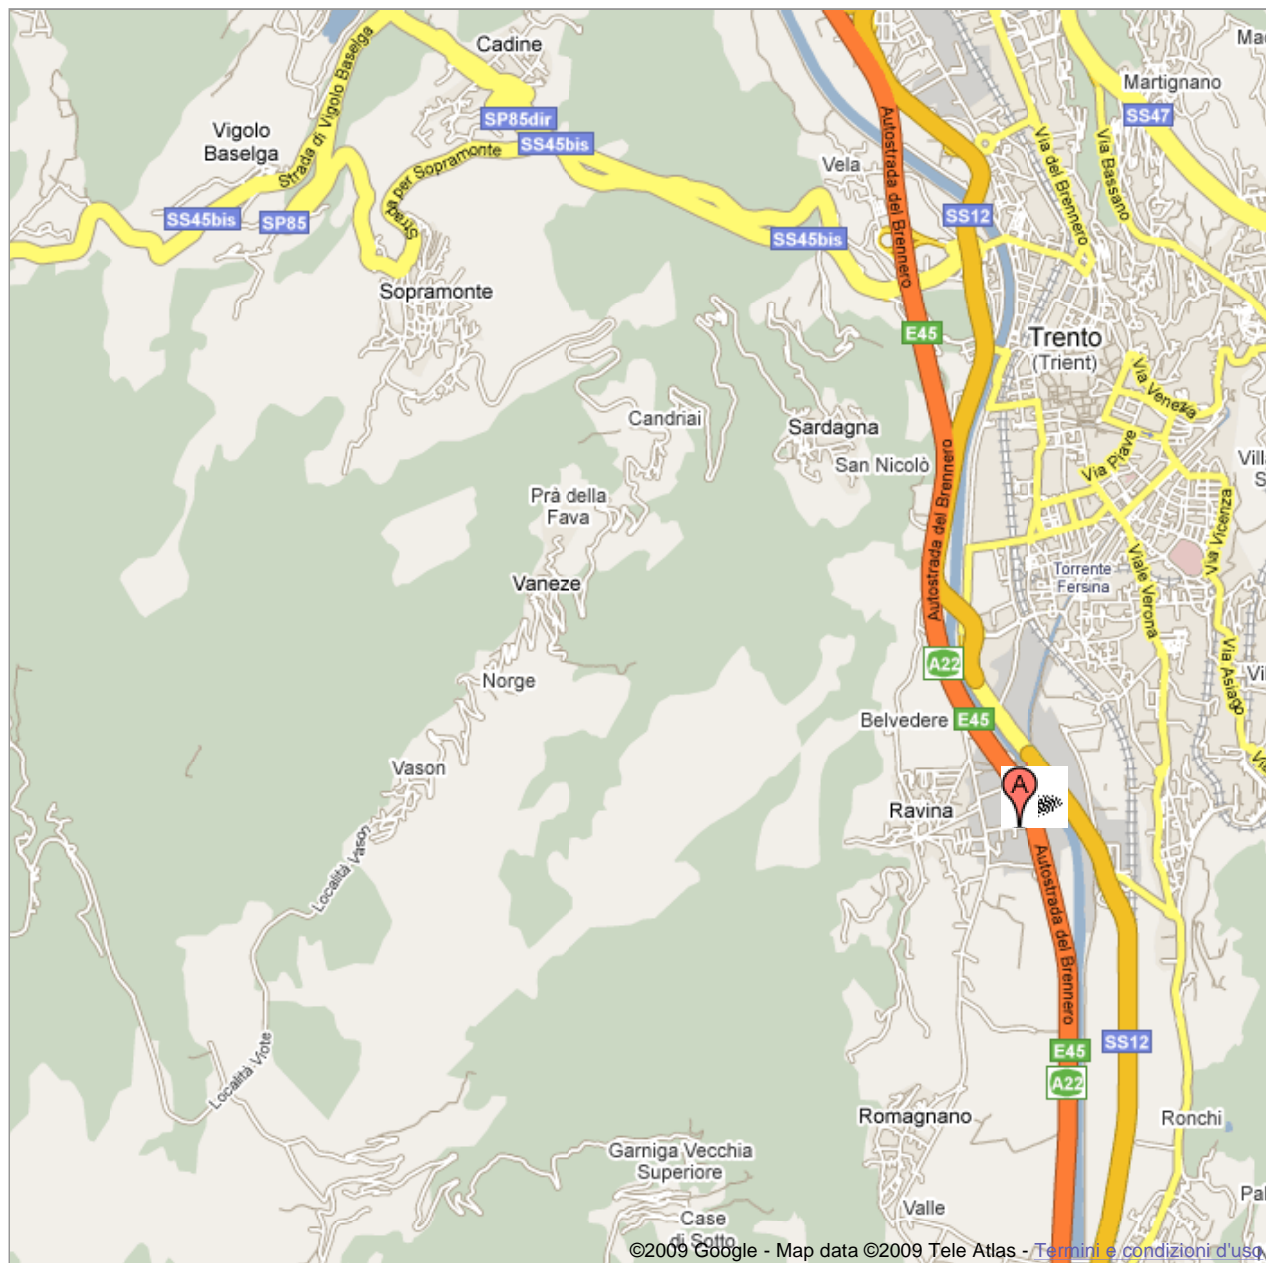 Cadine
Martignano
SP85dir
SS47
Vigolo
Baselga
Strada di Vigolo Baselga
SS45bis
Strada per Sopramonte
Vela
Autostrada del Brennero
Via del Brennero
Via Bassano
SS45bis
SP85
SS12
SS45bis
Sopramonte
E45
Trento
(Trient)
Via Venezia
Candriai
Sardagna
San Nicolò
Via Piave
Prà della
Fava
Autostrada del Brennero
Via Vicenza
Vaneze
Torrente
Fersina
Viale Verona
A22
Via Asiago
Norge
Belvedere
E45
Vason
A
Ravina
Località Vason
Autostrada del Brennero
Località Viote
E45
SS12
A22
Romagnano
Ronchi
Garniga Vecchia
Superiore
Valle
Case
di Sotto
©2009 Google - Map data ©2009 Tele Atlas - Termini e condizioni d'uso